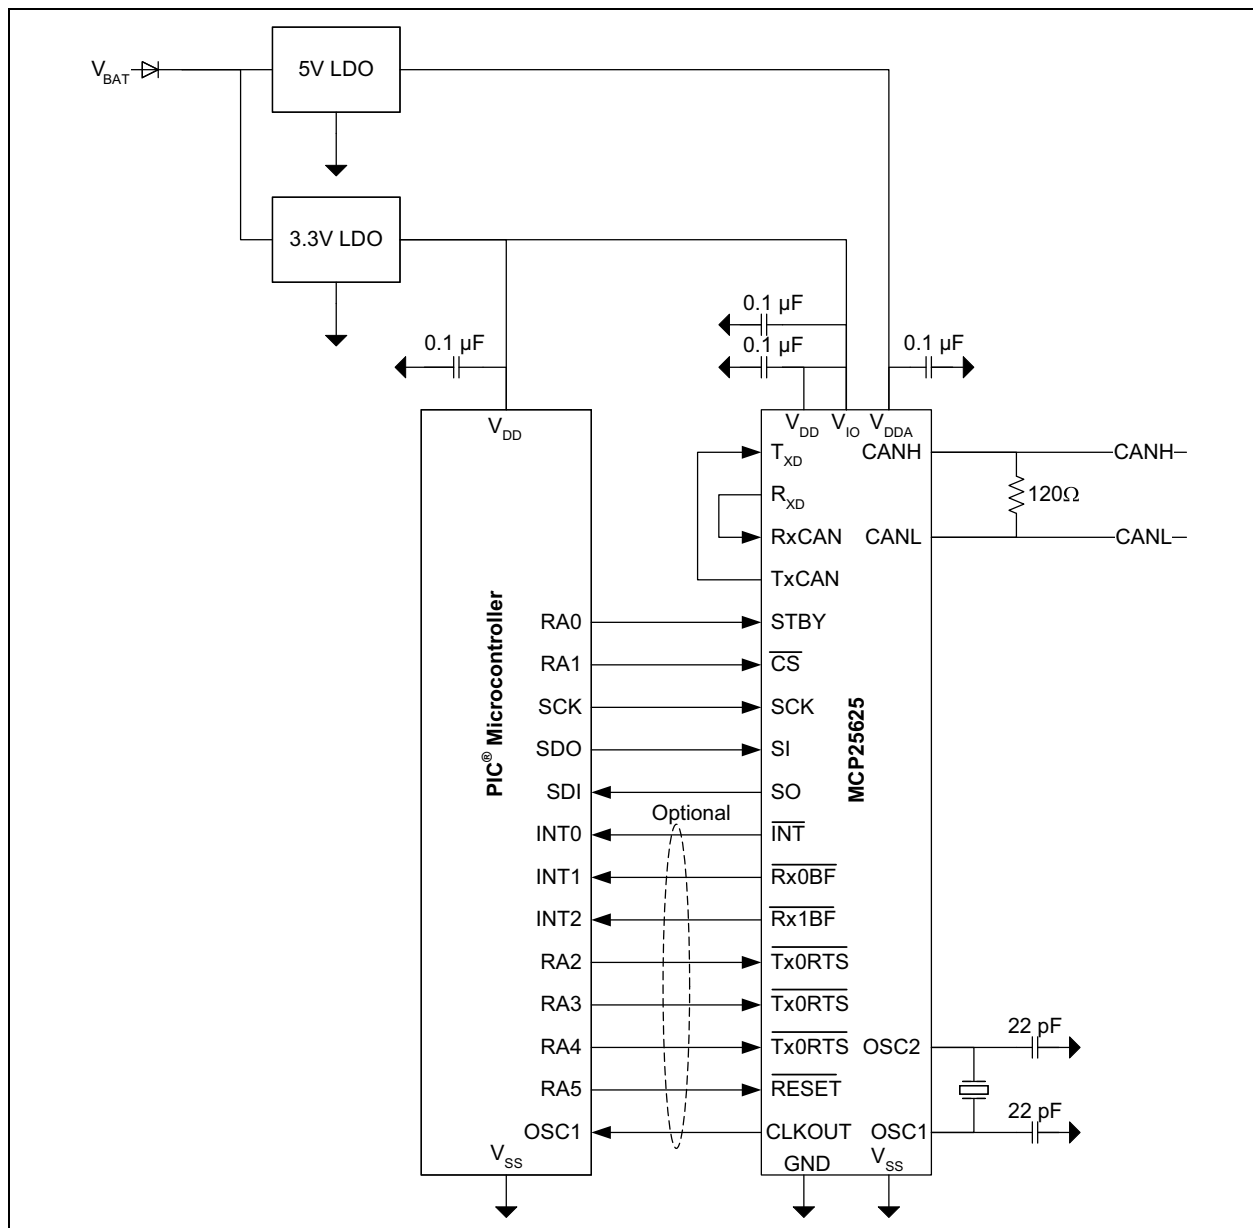 5V LDO
VBAT
3.3V LDO
0.1 µF
0.1 µF
0.1 µF
0.1 µF
VDD
VDD
VIO
VDDA
TXD
CANH
CANH
RXD
120Ω
RxCAN
CANL
CANL
TxCAN
PIC® Microcontroller
MCP25625
RA0
STBY
RA1
CS
SCK
SCK
SDO
SI
SDI
SO
Optional
INT0
INT
INT1
Rx0BF
INT2
Rx1BF
RA2
Tx0RTS
RA3
Tx0RTS
22 pF
RA4
Tx0RTS
OSC2
RA5
RESET
22 pF
OSC1
CLKOUT
OSC1
VSS
GND
VSS